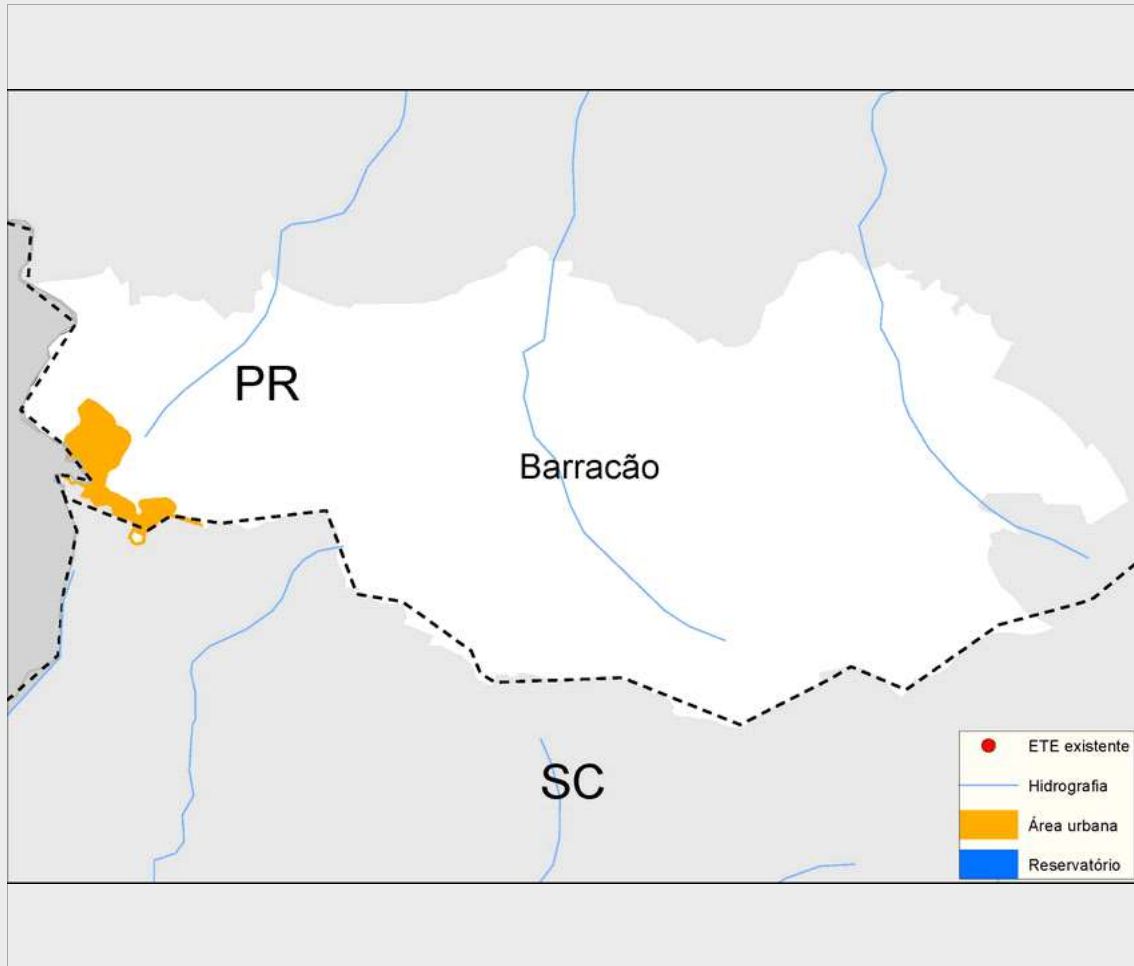 PR
Barracão
SC
ETE existente
Hidrografia
Área urbana
Reservatório